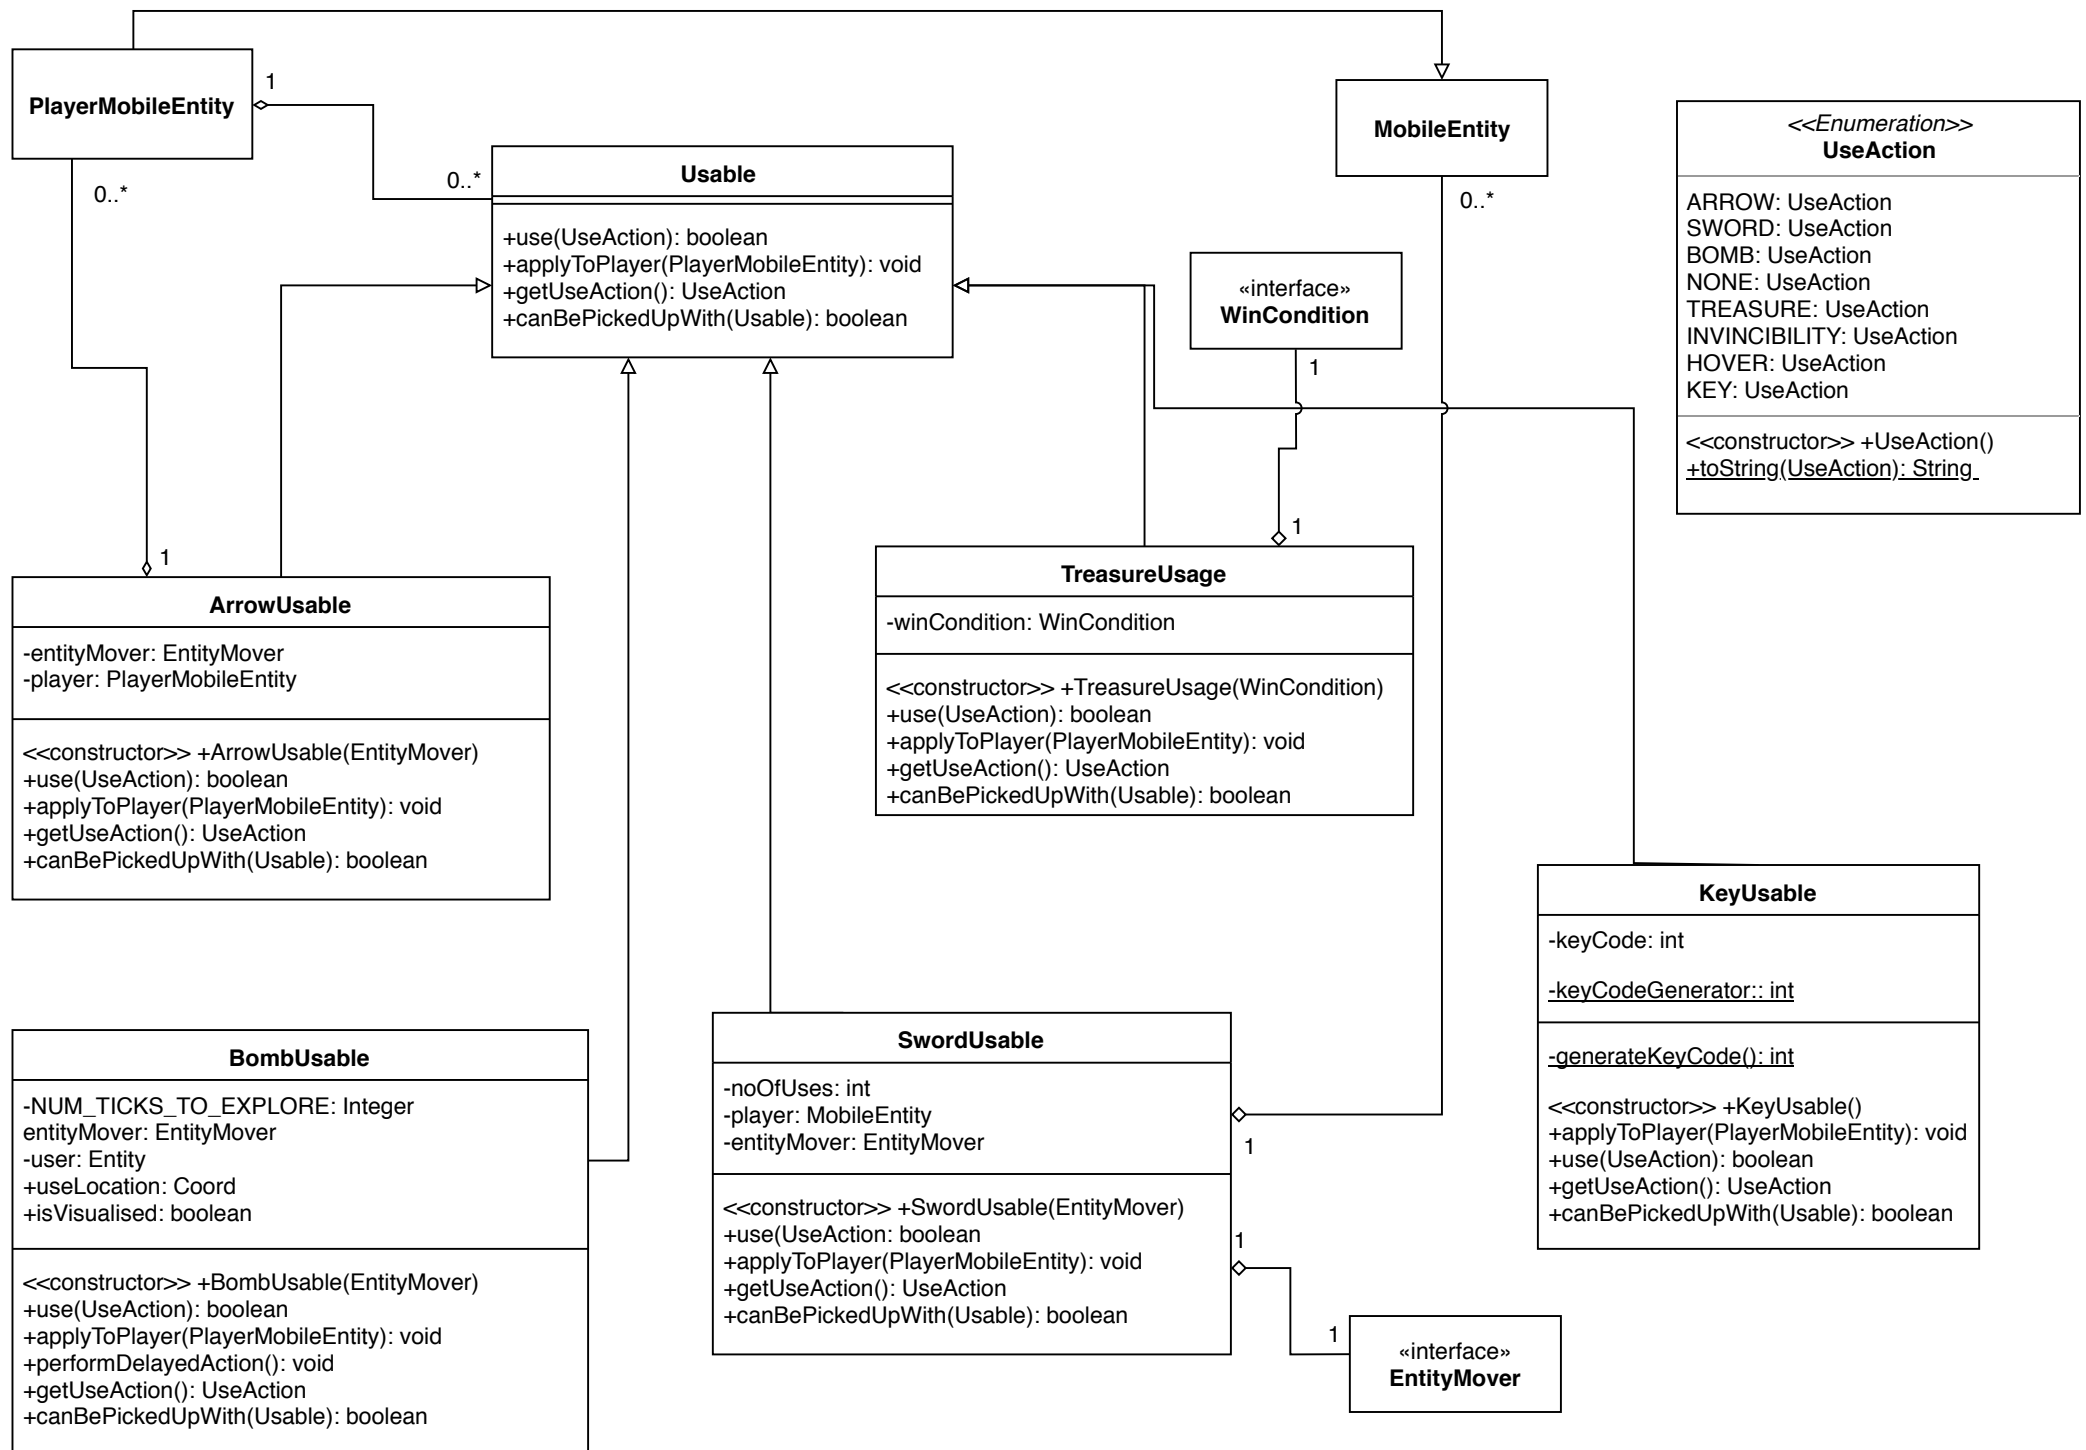 PlayerMobileEntity
1
0..*
0..*
Usable
+use(UseAction): boolean
+applyToPlayer(PlayerMobileEntity): void
+getUseAction(): UseAction
+canBePickedUpWith(Usable): boolean
MobileEntity
0..*
«interface»
WinCondition
1
<<Enumeration>>
UseAction
ARROW: UseAction
SWORD: UseAction
BOMB: UseAction
NONE: UseAction
TREASURE: UseAction
INVINCIBILITY: UseAction
HOVER: UseAction
KEY: UseAction
<<constructor>> +UseAction()
+toString(UseAction): String
1
ArrowUsable
-entityMover: EntityMover
-player: PlayerMobileEntity
<<constructor>> +ArrowUsable(EntityMover)
+use(UseAction): boolean
+applyToPlayer(PlayerMobileEntity): void
+getUseAction(): UseAction
+canBePickedUpWith(Usable): boolean
1
TreasureUsage
-winCondition: WinCondition
<<constructor>> +TreasureUsage(WinCondition)
+use(UseAction): boolean
+applyToPlayer(PlayerMobileEntity): void
+getUseAction(): UseAction
+canBePickedUpWith(Usable): boolean
KeyUsable
-keyCode: int
-keyCodeGenerator:: int
-generateKeyCode(): int
<<constructor>> +KeyUsable()
+applyToPlayer(PlayerMobileEntity): void
+use(UseAction): boolean
+getUseAction(): UseAction
+canBePickedUpWith(Usable): boolean
BombUsable
-NUM_TICKS_TO_EXPLORE: Integer
entityMover: EntityMover
-user: Entity
+useLocation: Coord
+isVisualised: boolean
<<constructor>> +BombUsable(EntityMover)
+use(UseAction): boolean
+applyToPlayer(PlayerMobileEntity): void
+performDelayedAction(): void
+getUseAction(): UseAction
+canBePickedUpWith(Usable): boolean
SwordUsable
-noOfUses: int
-player: MobileEntity
-entityMover: EntityMover
<<constructor>> +SwordUsable(EntityMover)
+use(UseAction: boolean
+applyToPlayer(PlayerMobileEntity): void
+getUseAction(): UseAction
+canBePickedUpWith(Usable): boolean
1
1
1
«interface»
EntityMover